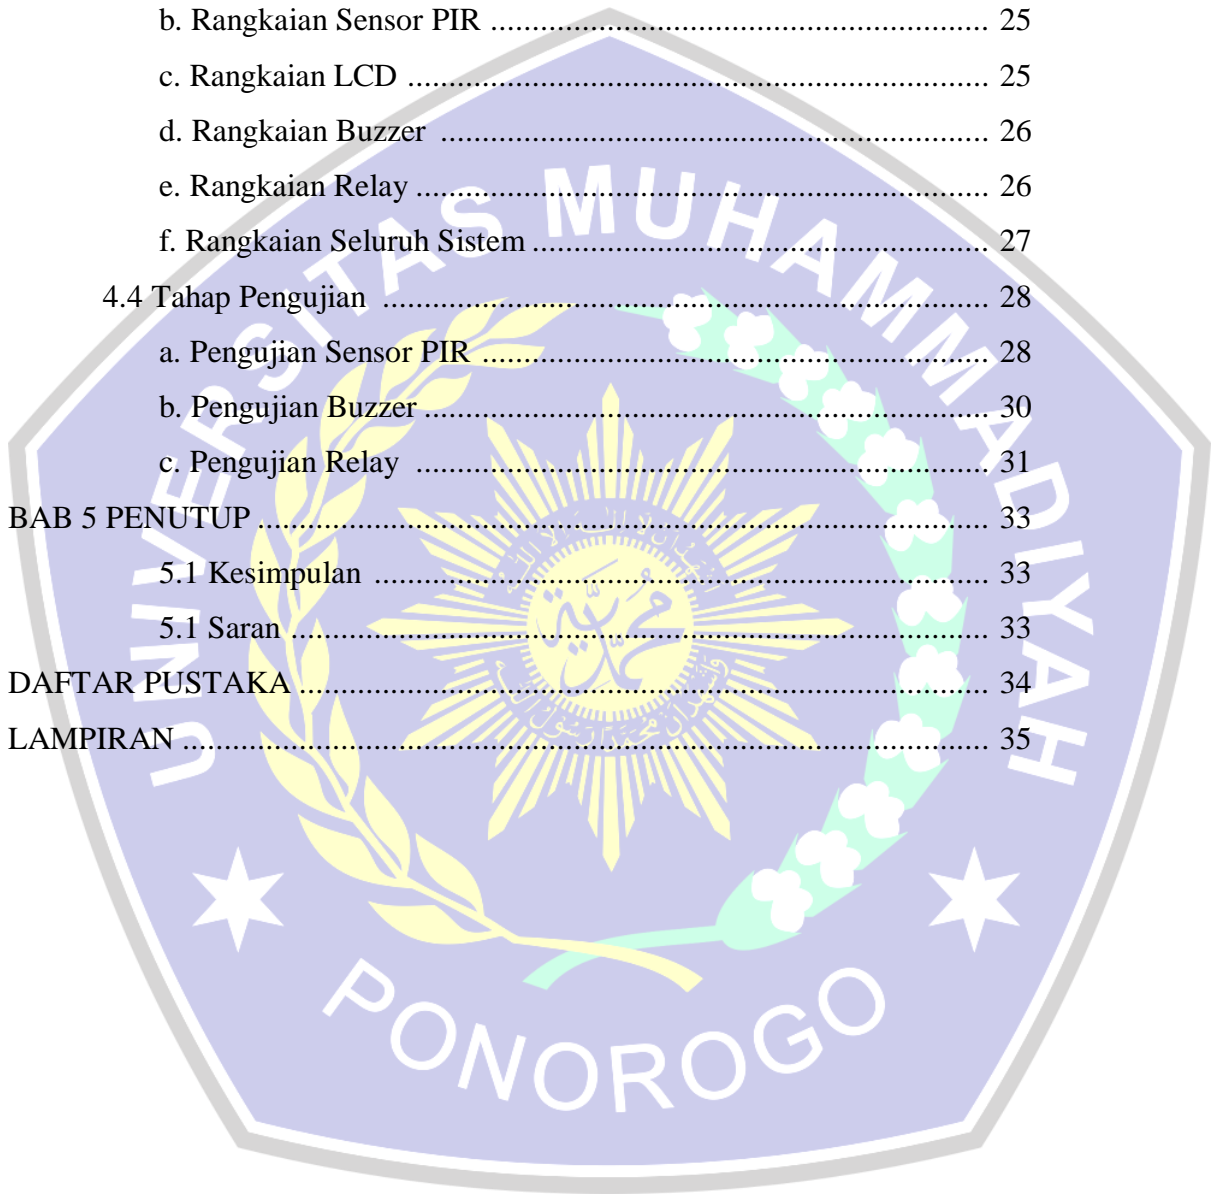 b. Rangkaian Sensor PIR ............................................................. 25
c. Rangkaian LCD ....................................................................... 25
d. Rangkaian Buzzer ................................................................... 26
e. Rangkaian Relay ...................................................................... 26
f. Rangkaian Seluruh Sistem ........................................................ 27
4.4 Tahap Pengujian .......................................................................... 28
a. Pengujian Sensor PIR .............................................................. 28
b. Pengujian Buzzer ..................................................................... 30
c. Pengujian Relay ...................................................................... 31
BAB 5 PENUTUP .......................................................................................... 33
5.1 Kesimpulan ........................................................................... 33
5.1 Saran ..................................................................................... 33
DAFTAR PUSTAKA .................................................................................... 34
LAMPIRAN ................................................................................................... 35
UNIVERSITAS MUHAMMADIYAH
محمدية
PONOROGO